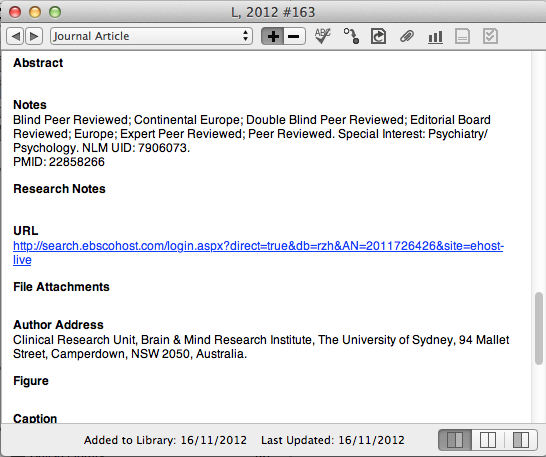 L, 2012 #163
Journal Article
ABC
Abstract
Notes
Blind Peer Reviewed; Continental Europe; Double Blind Peer Reviewed; Editorial Board
Reviewed; Europe; Expert Peer Reviewed; Peer Reviewed. Special Interest: Psychiatry/
Psychology. NLM UID: 7906073.
PMID: 22858266
Research Notes
URL
http://search.ebscohost.com/login.aspx?direct=true&db=rzh&AN=2011726426&site=ehost-
live
File Attachments
Author Address
Clinical Research Unit, Brain & Mind Research Institute, The University of Sydney, 94 Mallet
Street, Camperdown, NSW 2050, Australia.
Figure
Caption
Added to Library: 16/11/2012 Last Updated: 16/11/2012